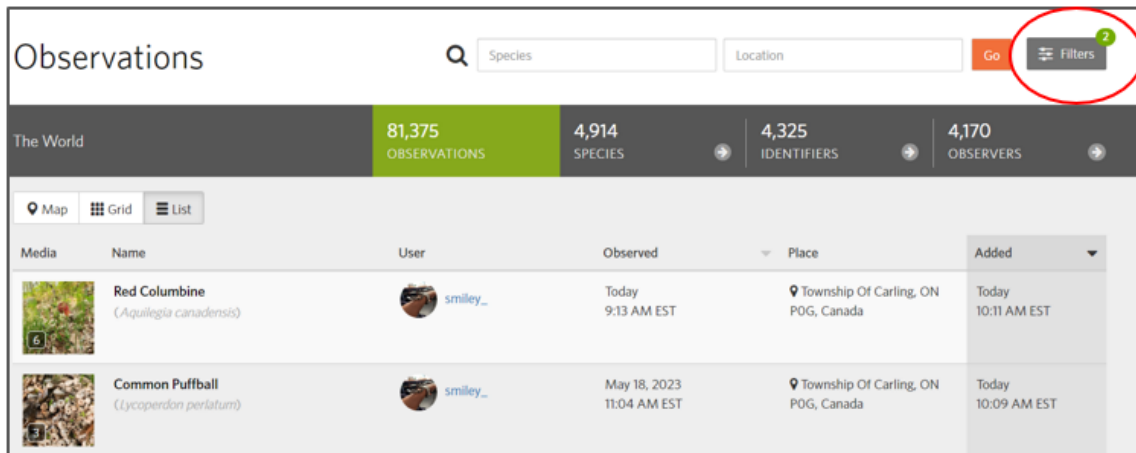 Observations
Species
Location
Go
Filters
2
The World
81,375
OBSERVATIONS
4,914
SPECIES
4,325
IDENTIFIERS
4,170
OBSERVERS
Map
Grid
List
Media
Name
User
Observed
Place
Added
6
Red Columbine
(Aquilegia canadensis)
smiley_
Today
9:13 AM EST
Township Of Carling, ON
P0G, Canada
Today
10:11 AM EST
3
Common Puffball
(Lycoperdon perlatum)
smiley_
May 18, 2023
11:04 AM EST
Township Of Carling, ON
P0G, Canada
Today
10:09 AM EST